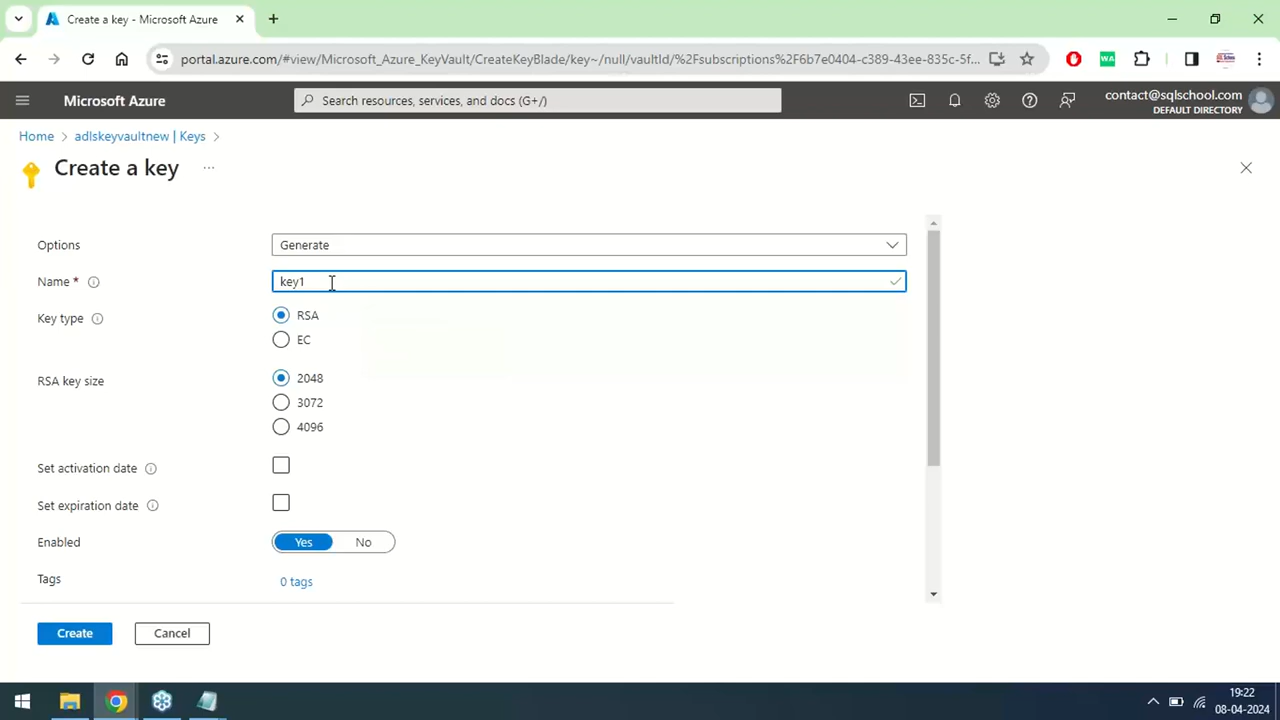 Create a key - Microsoft Azure
portal.azure.com/#view/Microsoft_Azure_KeyVault/CreateKeyBlade/key~/null/vaultId/%2Fsubscriptions%2F6b7e0404-c389-43ee-835c-5f...
WA
Microsoft Azure
Search resources, services, and docs (G+/)
contact@sqlschool.com
DEFAULT DIRECTORY
Home > adlskeyvaultnew | Keys >
Create a key ...
Options
Generate
Name *
key1
Key type
RSA
EC
RSA key size
2048
3072
4096
Set activation date
Set expiration date
Enabled
Yes No
Tags
0 tags
Create
Cancel
19:22
08-04-2024